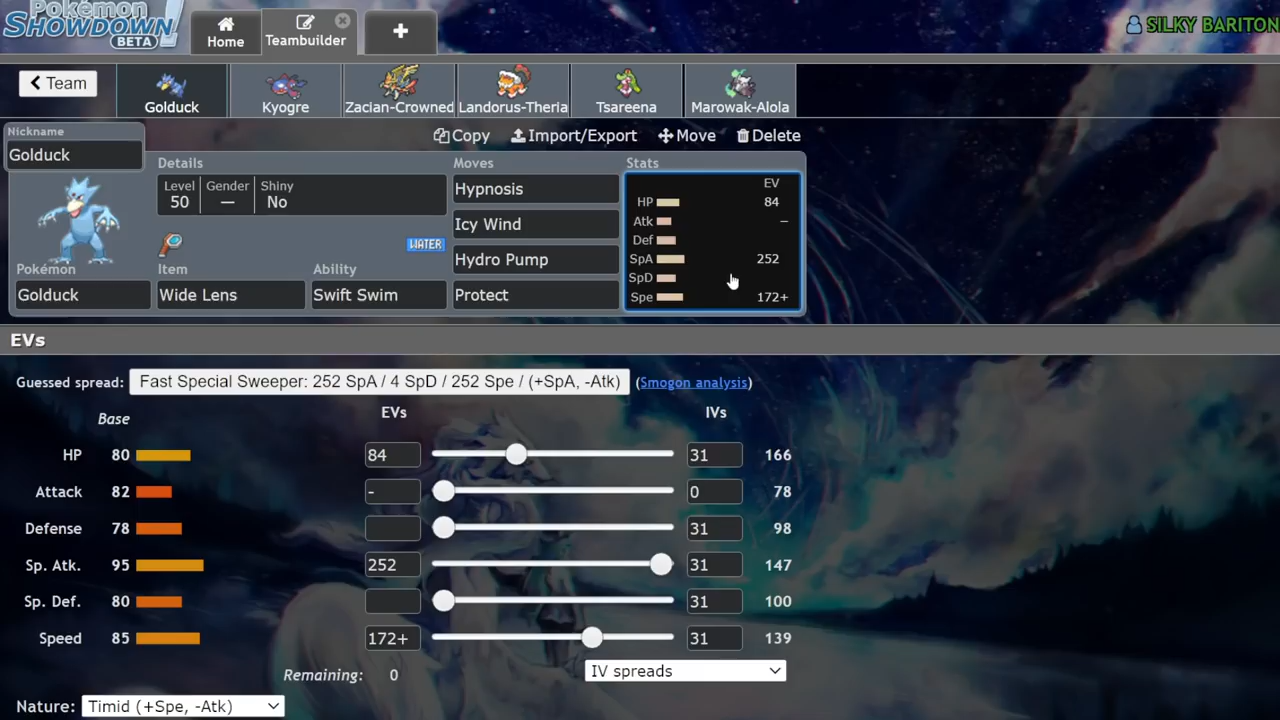 Pokémon
SHOWDOWN!
BETA
Home
Teambuilder
+
SILKY BARITON
Team
Golduck
Kyogre
Zacian-Crowned
Landorus-Theria
Tsareena
Marowak-Alola
Copy
Import/Export
Move
Delete
Nickname
Golduck
Details
Level
50
Gender
—
Shiny
No
WATER
Pokémon
Golduck
Item
Wide Lens
Ability
Swift Swim
Moves
Hypnosis
Icy Wind
Hydro Pump
Protect
Stats
EV
HP 84
Atk –
Def
SpA 252
SpD
Spe 172+
EVs
Guessed spread: Fast Special Sweeper: 252 SpA / 4 SpD / 252 Spe / (+SpA, -Atk) (Smogon analysis)
Base EVs IVs
HP 80 84 31 166
Attack 82 - 0 78
Defense 78 31 98
Sp. Atk. 95 252 31 147
Sp. Def. 80 31 100
Speed 85 172+ 31 139
Remaining: 0 IV spreads
Nature: Timid (+Spe, -Atk)